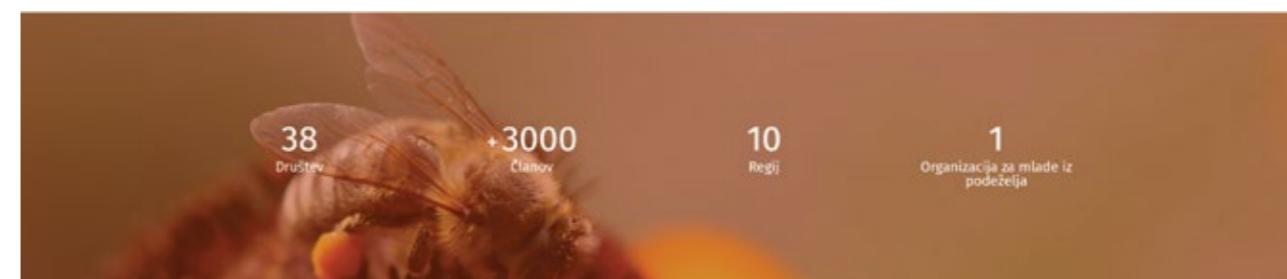 38
Društev
+3000
Članov
10
Regij
1
Organizacija za mlade iz
podeželja